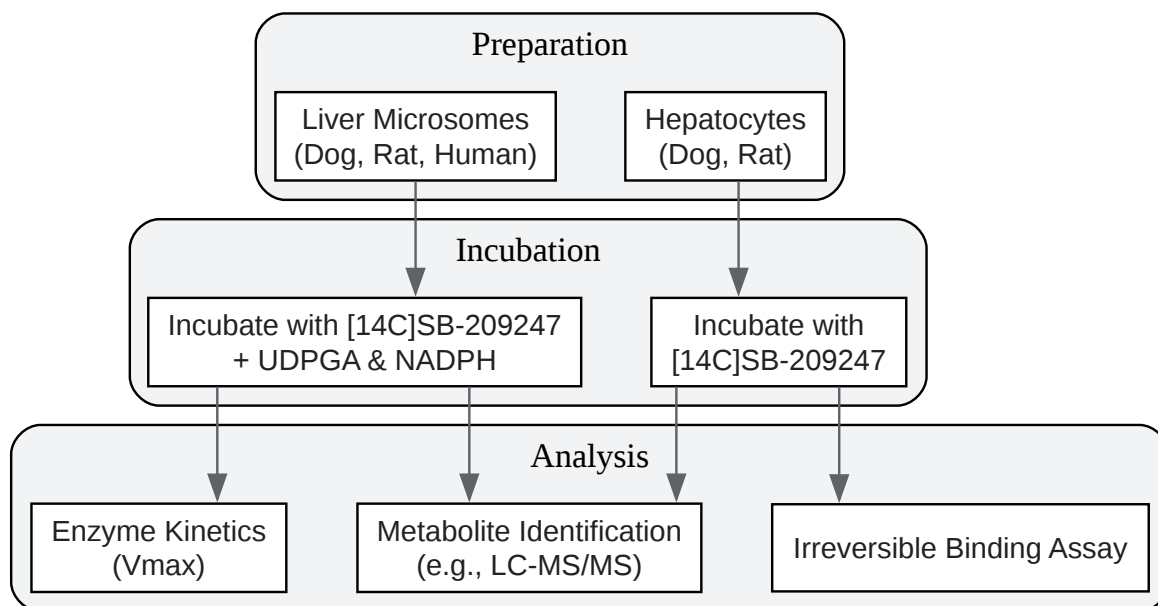 Preparation
Liver Microsomes
(Dog, Rat, Human)
Hepatocytes
(Dog, Rat)
Incubation
Incubate with [14C]SB-209247
+ UDPGA & NADPH
Incubate with
[14C]SB-209247
Analysis
Enzyme Kinetics
(Vmax)
Metabolite Identification
(e.g., LC-MS/MS)
Irreversible Binding Assay